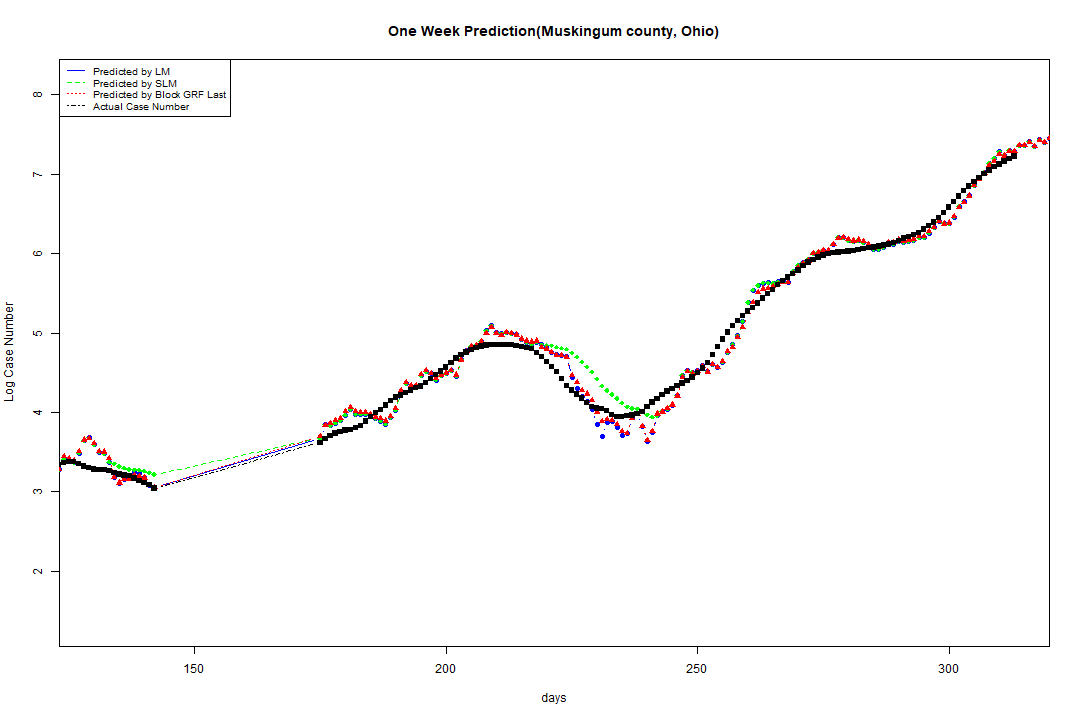 One Week Prediction(Muskingum county, Ohio)
Predicted by LM
Predicted by SLM
Predicted by Block GRF Last
Actual Case Number
8
7
6
5
4
3
2
Log Case Number
150 200 250 300
days